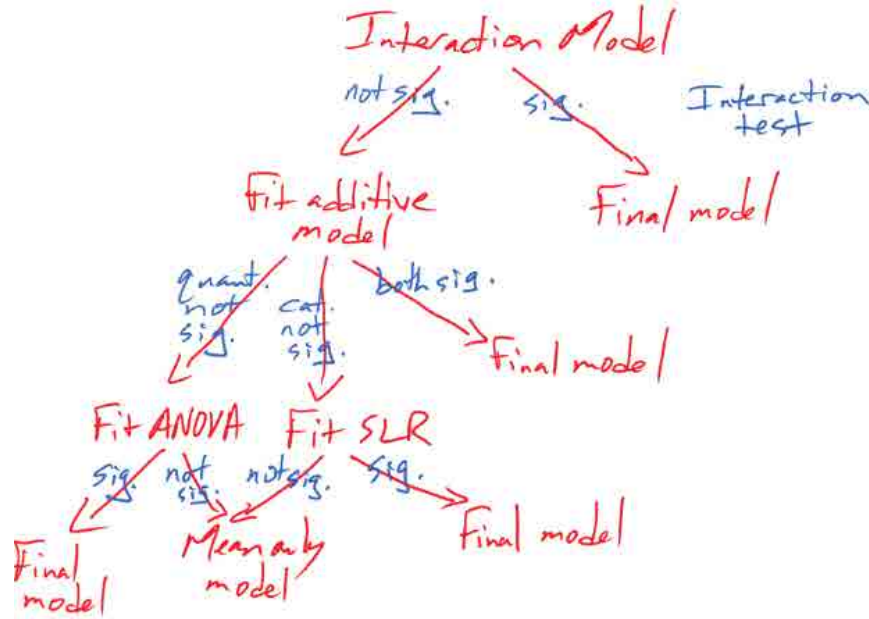 Interaction Model
not sig.
sig.
Interaction
test
Fit additive
model
Final model
quant.
not
sig.
cat.
not
sig.
both sig.
Final model
Fit ANOVA
Fit SLR
sig.
not
sig.
not sig.
sig.
Final
model
Mean only
model
Final model